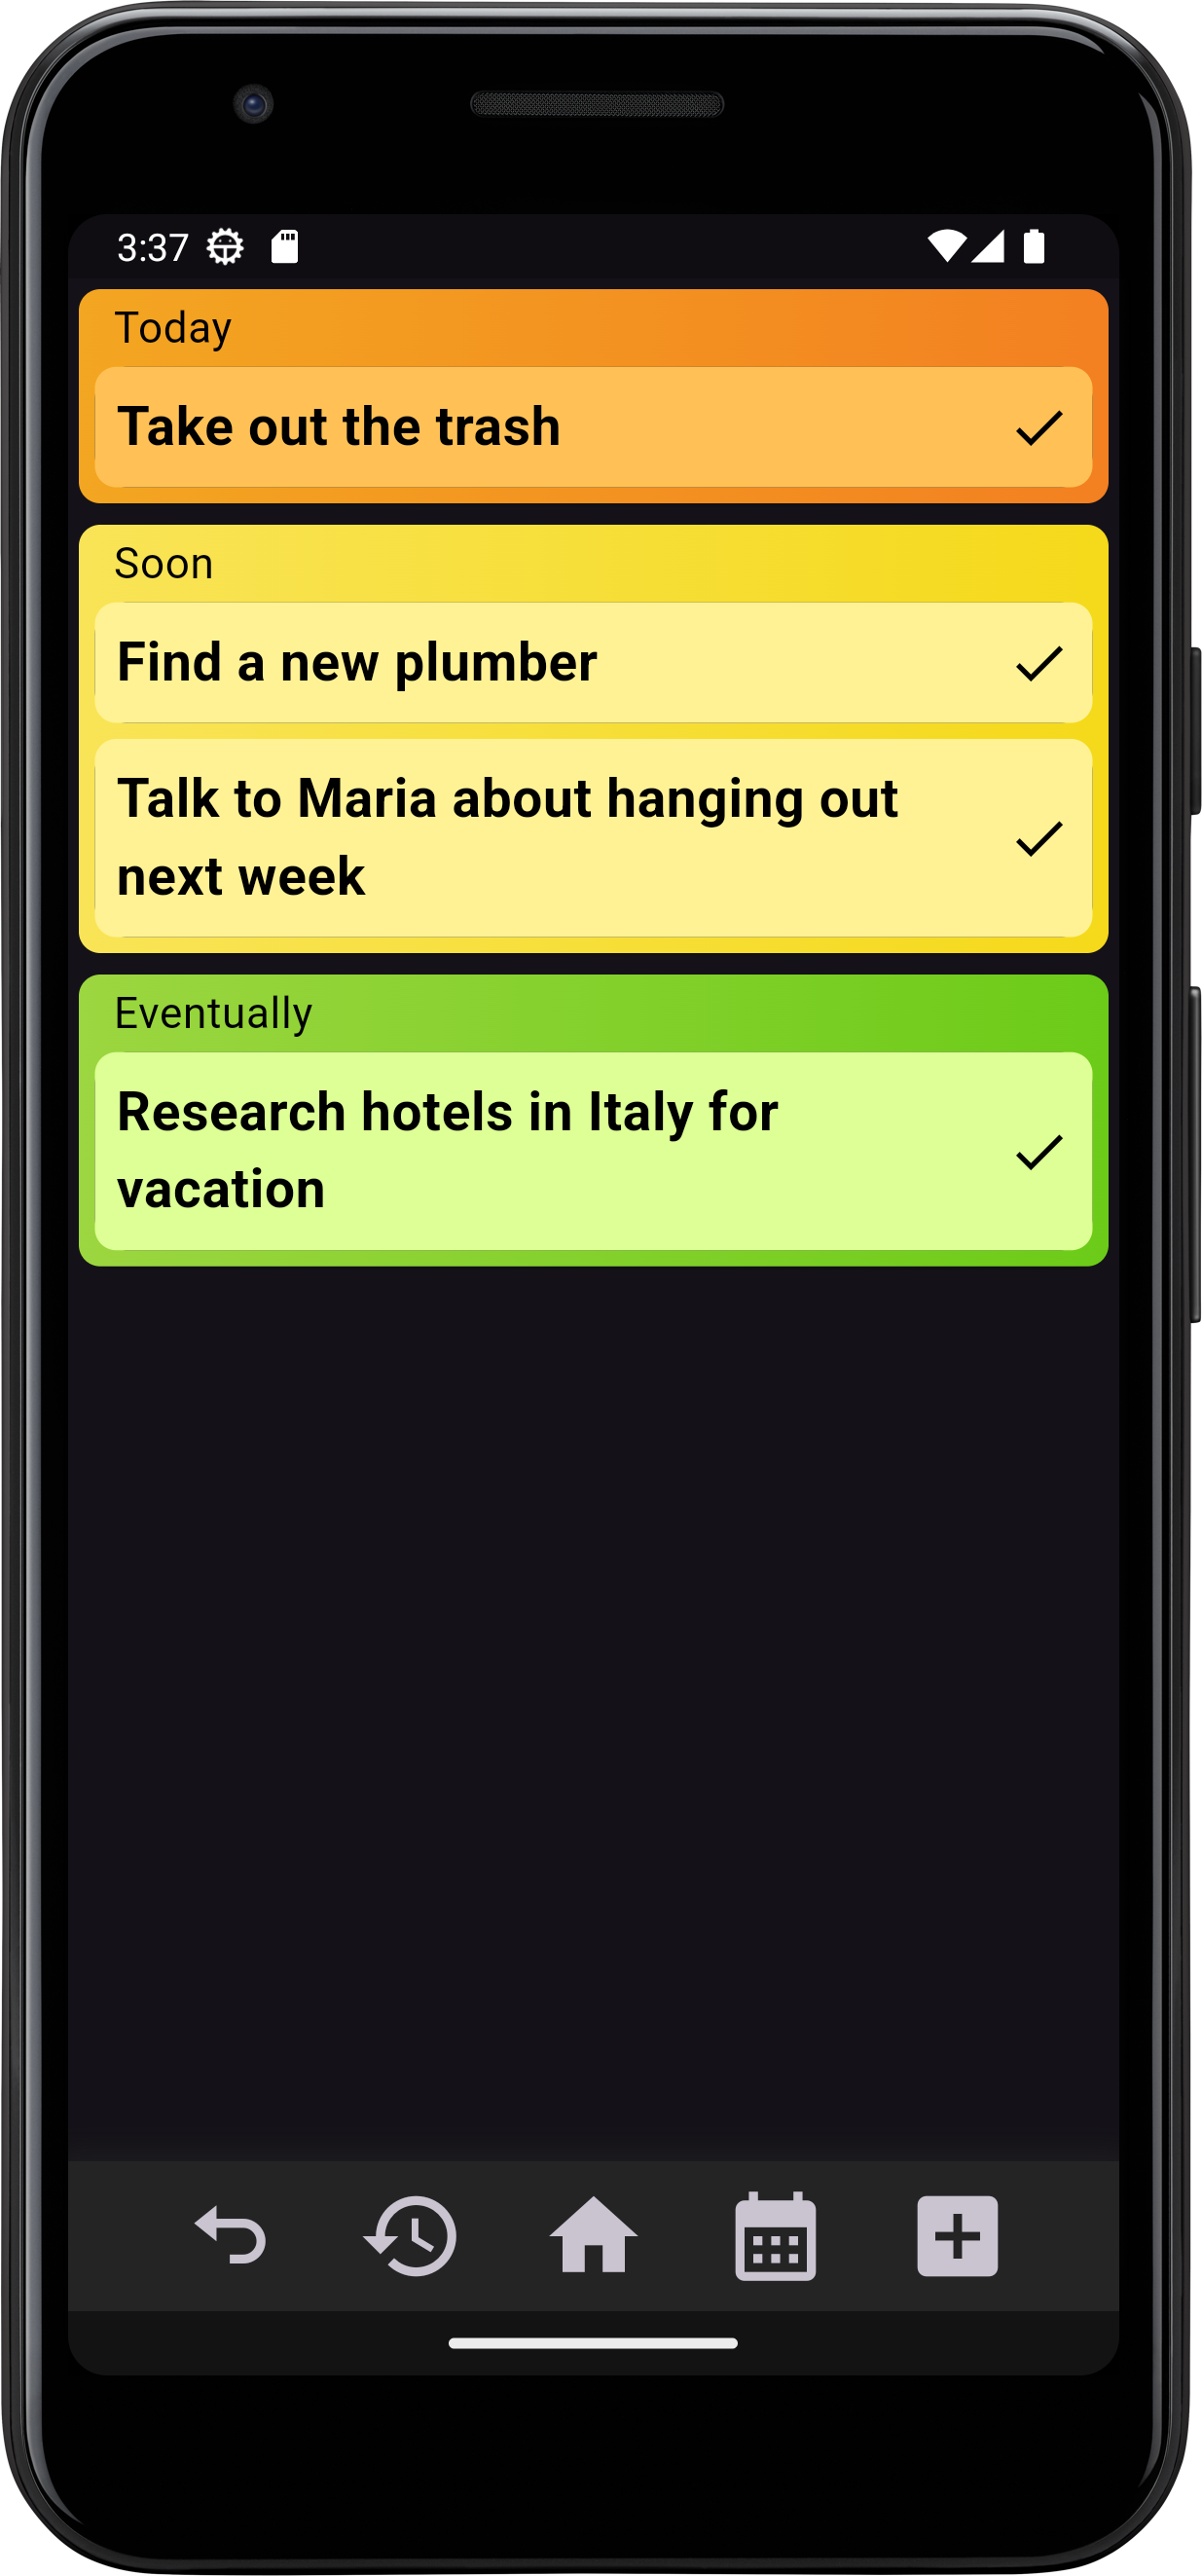 3:37
Today
Take out the trash
Soon
Find a new plumber
Talk to Maria about hanging out
next week
Eventually
Research hotels in Italy for
vacation